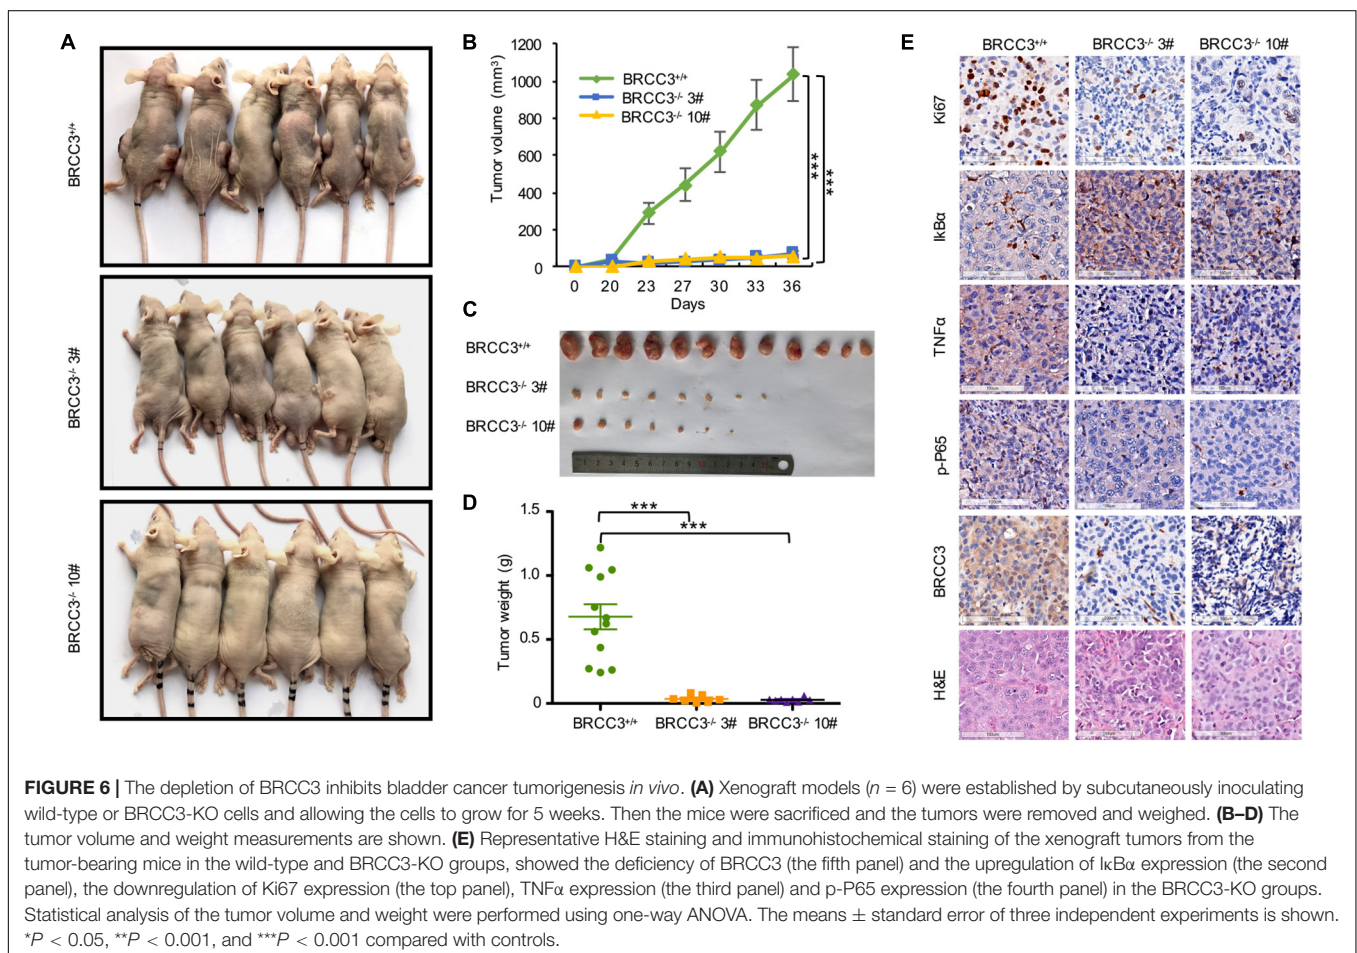 A
BRCC3+/+
BRCC3-/- 3#
BRCC3-/- 10#
B
Tumor volume (mm³)
1200
1000
800
600
400
200
0
BRCC3+/+
BRCC3-/- 3#
BRCC3-/- 10#
***
***
0 20 23 27 30 33 36
Days
C
BRCC3+/+
BRCC3-/- 3#
BRCC3-/- 10#
D
Tumor weight (g)
1.5
1.0
0.5
0
***
***
BRCC3+/+ BRCC3-/- 3# BRCC3-/- 10#
E
BRCC3+/+ BRCC3-/- 3# BRCC3-/- 10#
Ki67
IkBα
TNFα
p-P65
BRCC3
H&E
FIGURE 6 | The depletion of BRCC3 inhibits bladder cancer tumorigenesis in vivo. (A) Xenograft models (n = 6) were established by subcutaneously inoculating
wild-type or BRCC3-KO cells and allowing the cells to grow for 5 weeks. Then the mice were sacrificed and the tumors were removed and weighed. (B–D) The
tumor volume and weight measurements are shown. (E) Representative H&E staining and immunohistochemical staining of the xenograft tumors from the
tumor-bearing mice in the wild-type and BRCC3-KO groups, showed the deficiency of BRCC3 (the fifth panel) and the upregulation of IκBα expression (the second
panel), the downregulation of Ki67 expression (the top panel), TNFα expression (the third panel) and p-P65 expression (the fourth panel) in the BRCC3-KO groups.
Statistical analysis of the tumor volume and weight were performed using one-way ANOVA. The means ± standard error of three independent experiments is shown.
*P < 0.05, **P < 0.001, and ***P < 0.001 compared with controls.